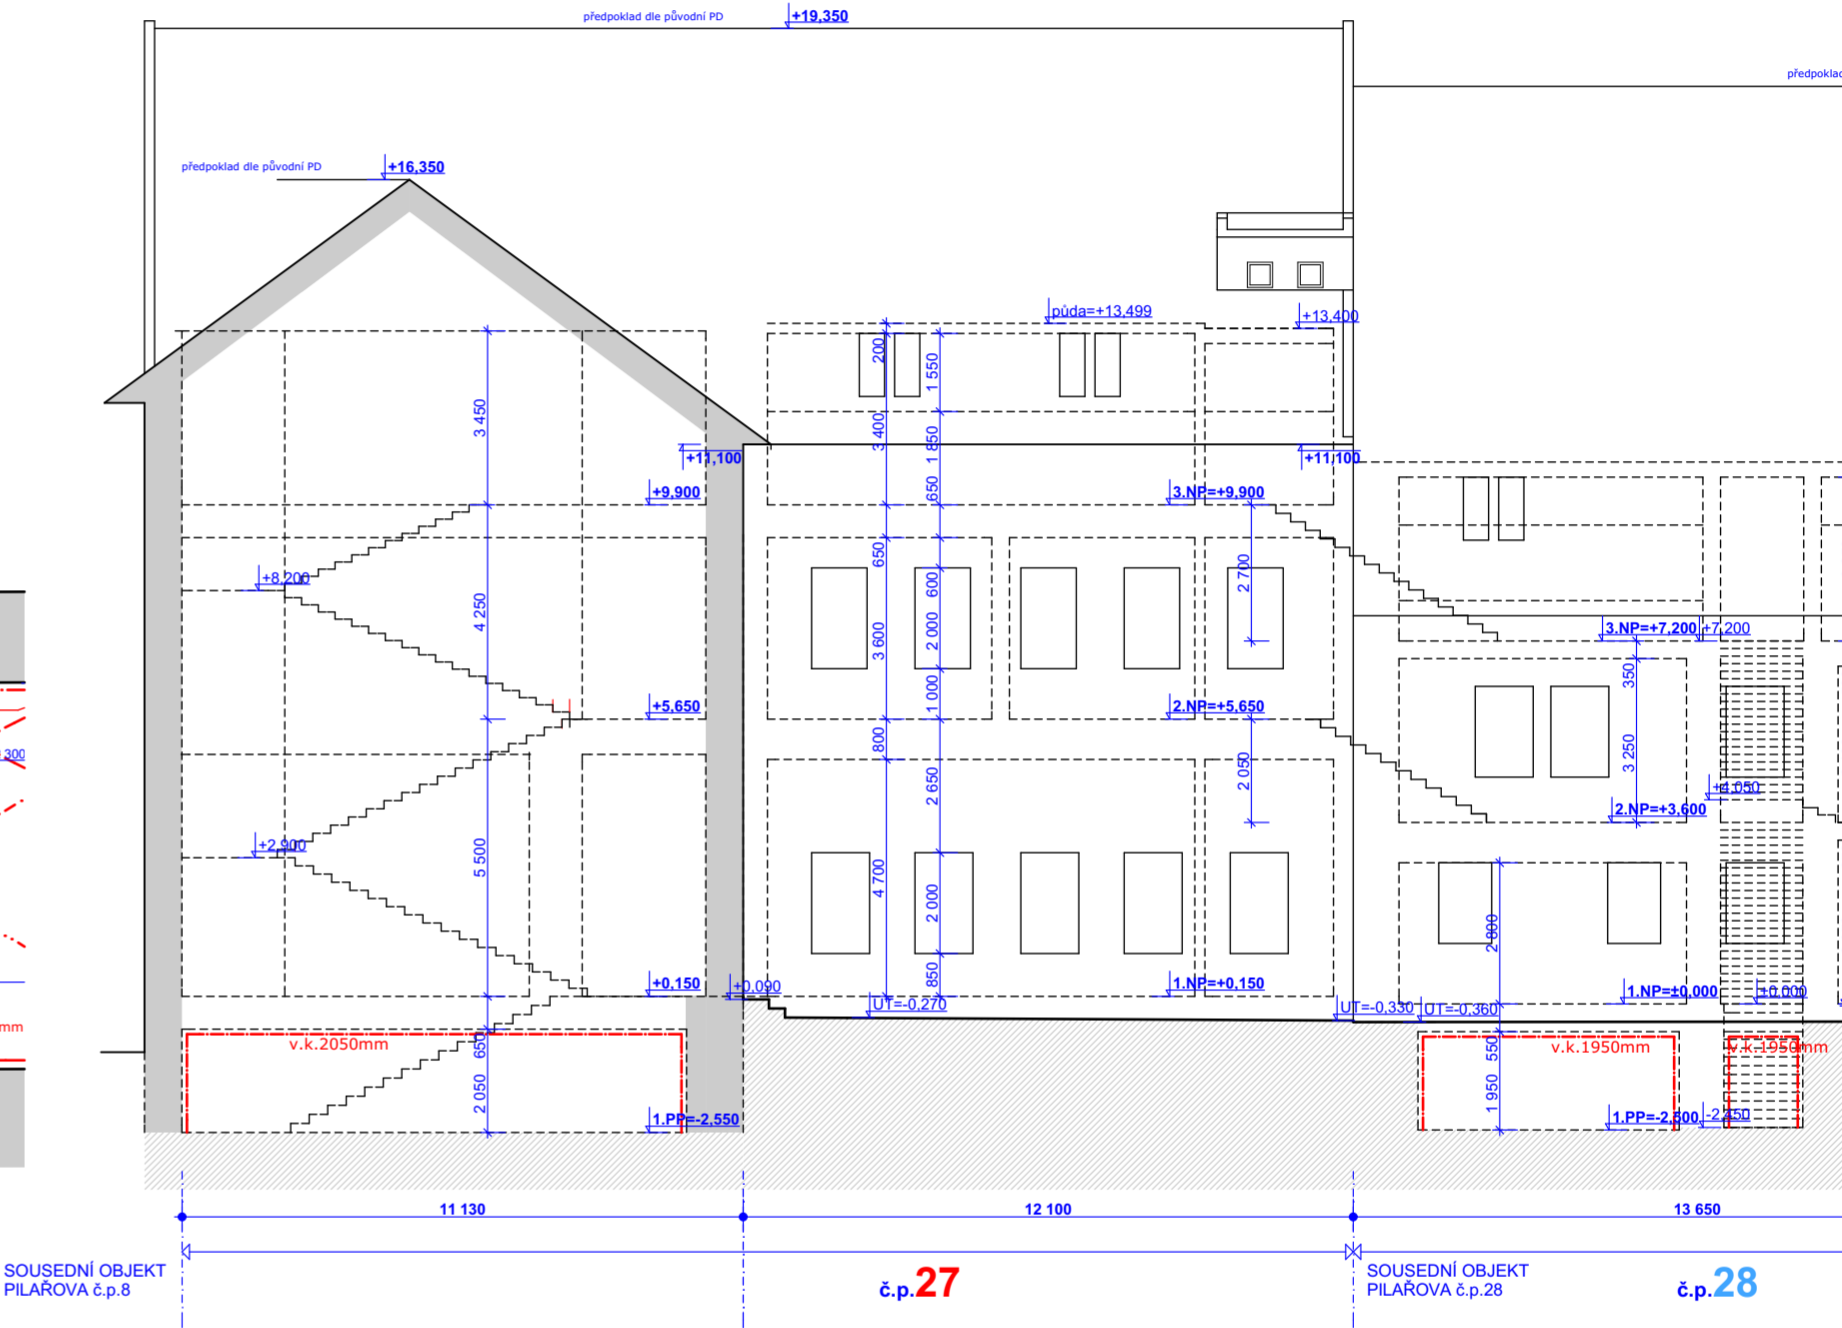 předpoklad dle původní PD
+19,350
předpoklad
předpoklad dle původní PD
+16,350
půda=+13,499
+13,400
200
1 550
3 450
3 400
1 850
+11,100
+11,100
650
+9,900
3.NP=+9,900
650
600
2 700
+8,200
4 250
3 600
2 000
1 000
3.NP=+7,200
+7,200
350
+5,650
2.NP=+5,650
300
800
2 650
2 050
3 250
+4,050
2.NP=+3,600
+2,900
5 500
4 700
2 000
2 800
850
+0,150
+0,090
1.NP=+0,150
1.NP=±0,000
±0,000
UT=-0,270
UT=-0,330
UT=-0,360
mm
v.k.2050mm
650
550
v.k.1950mm
v.k.1950mm
2 050
1 950
1.PP=-2,550
1.PP=-2,500
-2,450
11 130
12 100
13 650
SOUSEDNÍ OBJEKT
PILAŘOVA č.p.8
č.p.27
SOUSEDNÍ OBJEKT
PILAŘOVA č.p.28
č.p.28